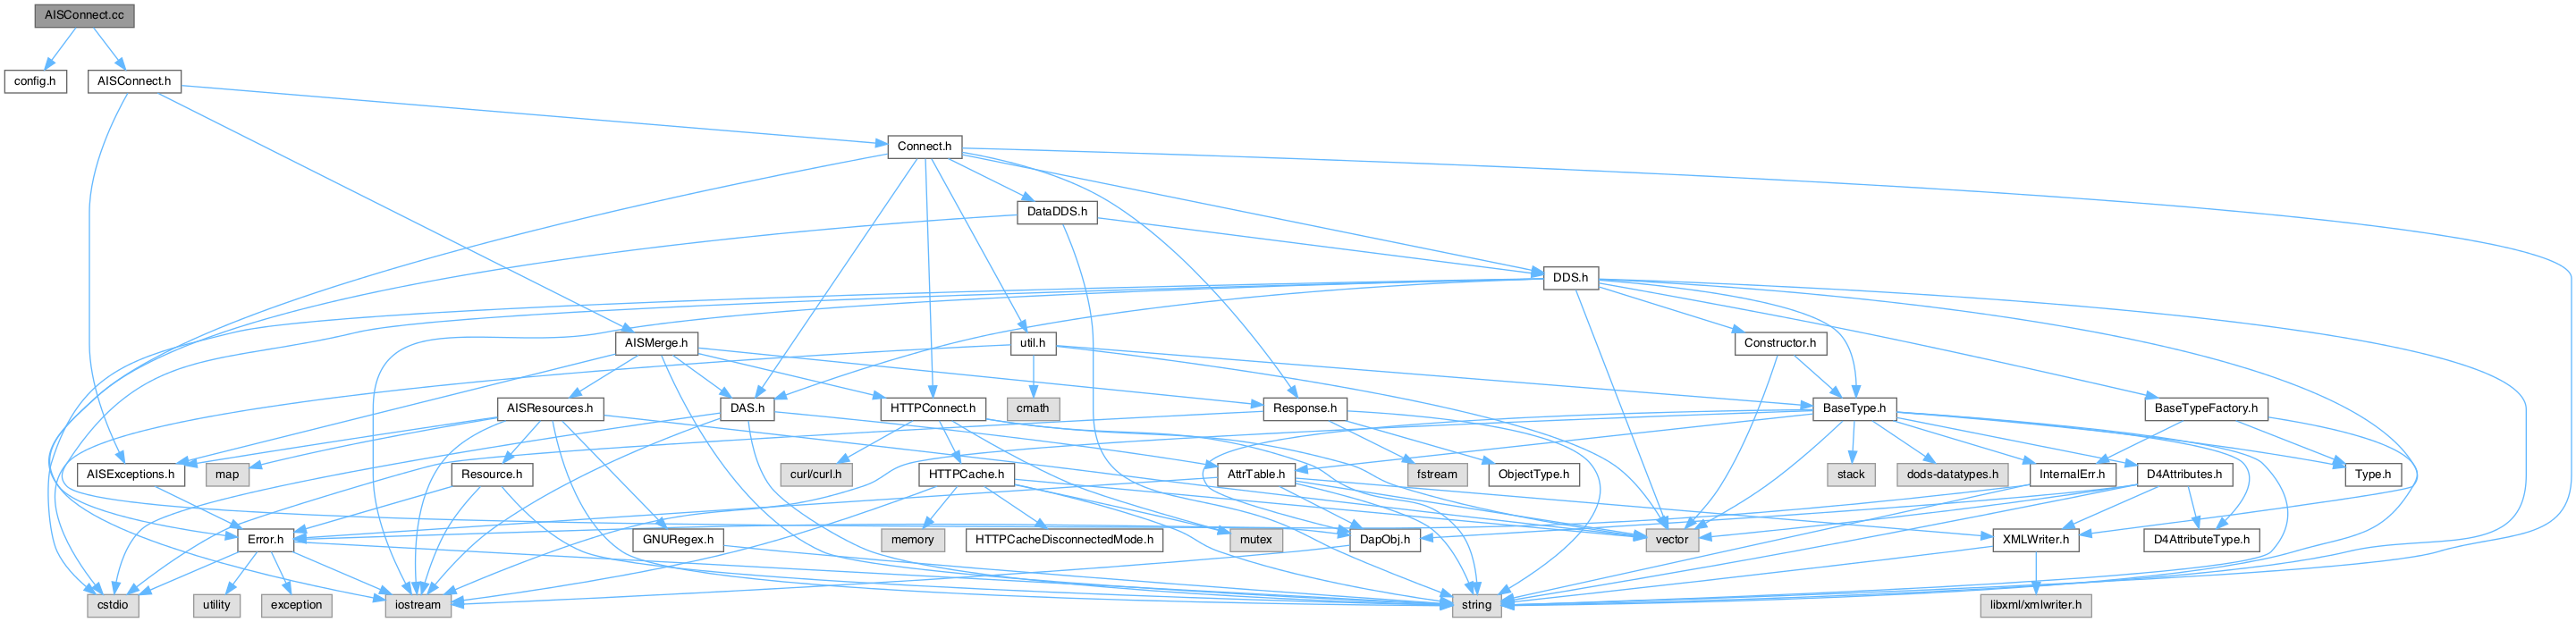 AISConnect.cc
config.h
AISConnect.h
Connect.h
DataDDS.h
DDS.h
AISMerge.h
util.h
Constructor.h
AISResources.h
DAS.h
HTTPConnect.h
cmath
Response.h
BaseType.h
BaseTypeFactory.h
AISExceptions.h
map
Resource.h
curl/curl.h
HTTPCache.h
AttrTable.h
fstream
ObjectType.h
stack
dods-datatypes.h
InternalErr.h
D4Attributes.h
Type.h
Error.h
GNURegex.h
memory
HTTPCacheDisconnectedMode.h
mutex
DapObj.h
vector
XMLWriter.h
D4AttributeType.h
cstdio
utility
exception
iostream
string
libxml/xmlwriter.h